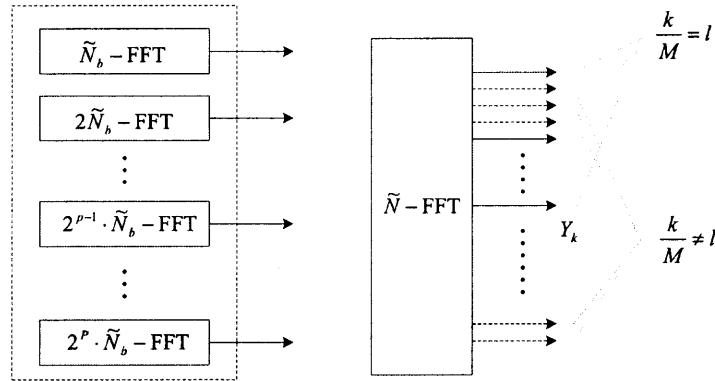 Ñ_b – FFT
2Ñ_b – FFT
2^{p-1} · Ñ_b – FFT
2^P · Ñ_b – FFT
Ñ – FFT
Y_k
k/M = l
k/M ≠ l